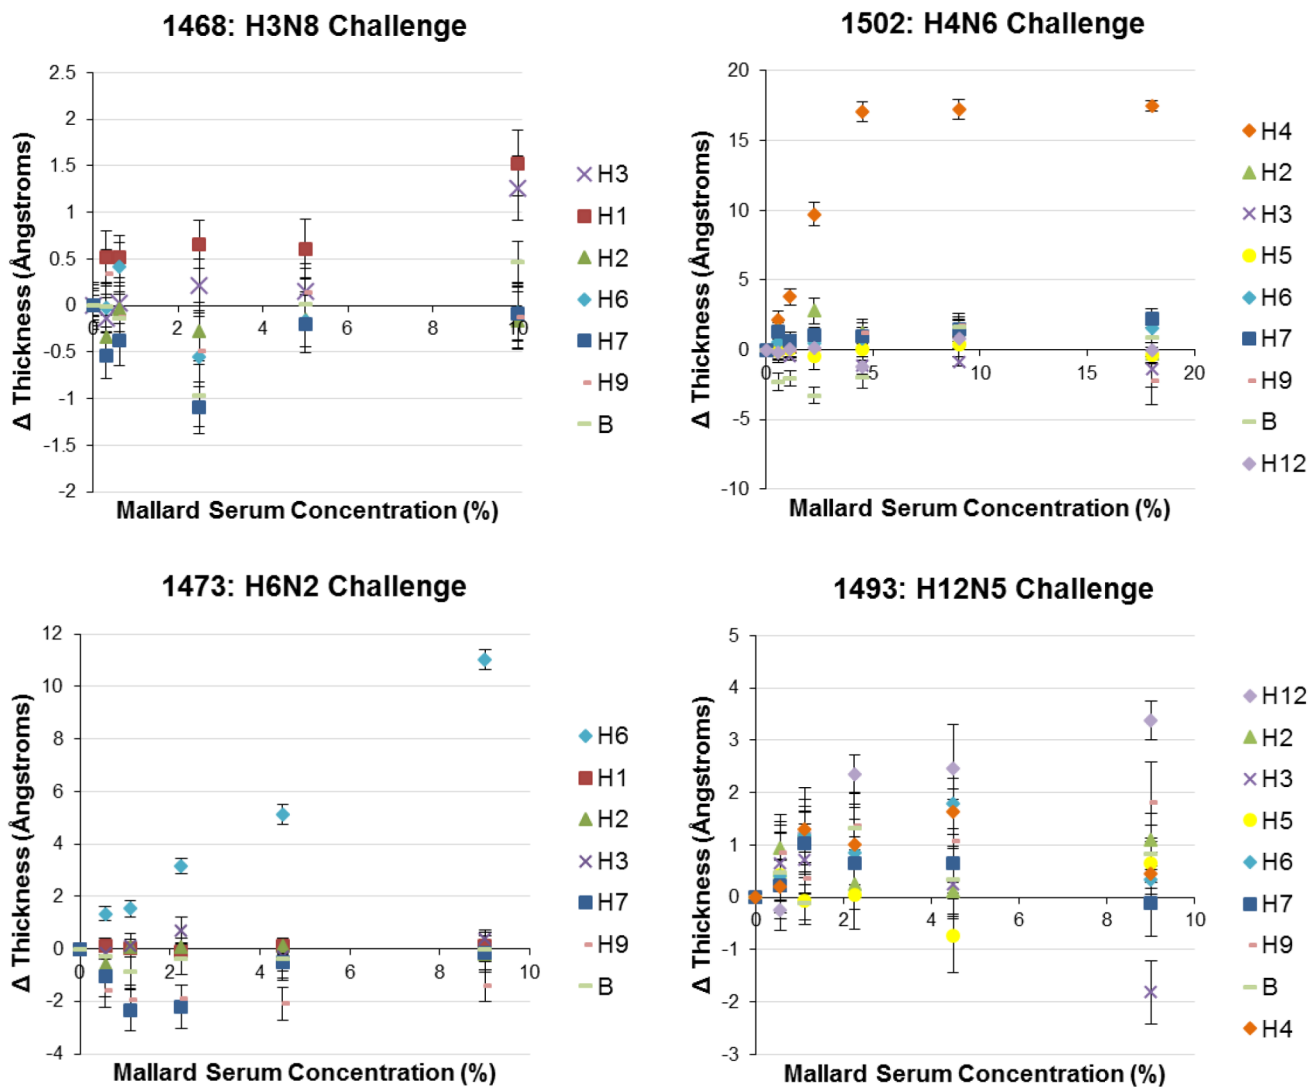 1468: H3N8 Challenge
Δ Thickness (Ångstroms)
2.5
2
1.5
1
0.5
0
-0.5
-1
-1.5
-2
0
2
4
6
8
10
Mallard Serum Concentration (%)
H3
H1
H2
H6
H7
H9
B
1502: H4N6 Challenge
Δ Thickness (Ångstroms)
20
15
10
5
0
-5
-10
0
5
10
15
20
Mallard Serum Concentration (%)
H4
H2
H3
H5
H6
H7
H9
B
H12
1473: H6N2 Challenge
Δ Thickness (Ångstroms)
12
10
8
6
4
2
0
-2
-4
0
2
4
6
8
10
Mallard Serum Concentration (%)
H6
H1
H2
H3
H7
H9
B
1493: H12N5 Challenge
Δ Thickness (Ångstroms)
5
4
3
2
1
0
-1
-2
-3
0
2
4
6
8
10
Mallard Serum Concentration (%)
H12
H2
H3
H5
H6
H7
H9
B
H4